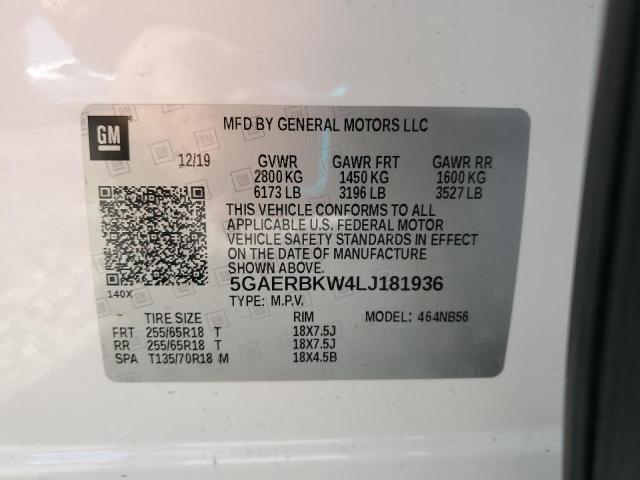 GM
MFD BY GENERAL MOTORS LLC
12/19 GVWR GAWR FRT GAWR RR
2800 KG 1450 KG 1600 KG
6173 LB 3196 LB 3527 LB
THIS VEHICLE CONFORMS TO ALL
APPLICABLE U.S. FEDERAL MOTOR
VEHICLE SAFETY STANDARDS IN EFFECT
ON THE DATE OF MANUFACTURE
SHOWN ABOVE.
140X
5GAERBKW4LJ181936
TYPE: M.P.V.
TIRE SIZE RIM MODEL: 464NB56
FRT 255/65R18 T 18X7.5J
RR 255/65R18 T 18X7.5J
SPA T135/70R18 M 18X4.5B